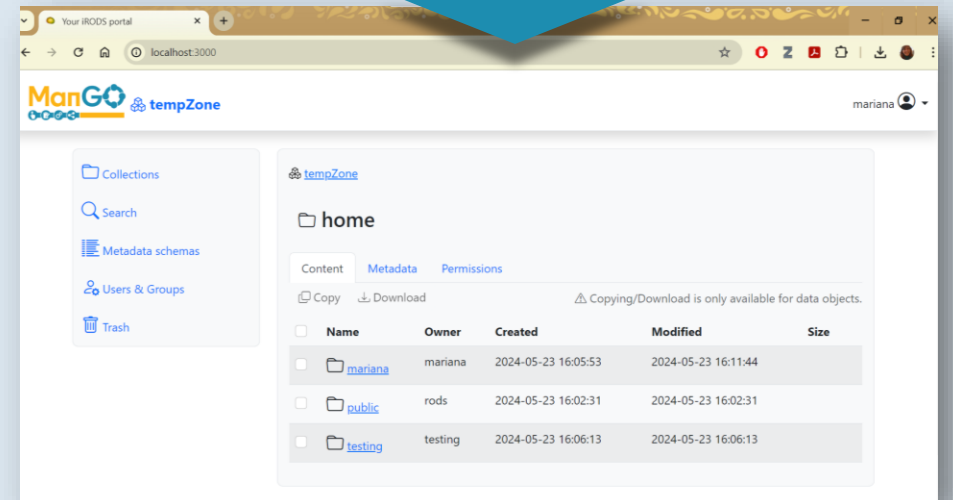 Your iRODS portal
localhost:3000
ManGO tempZone
mariana
Collections
Search
Metadata schemas
Users & Groups
Trash
tempZone
home
Content Metadata Permissions
Copy Download Copying/Download is only available for data objects.
Name Owner Created Modified Size
mariana mariana 2024-05-23 16:05:53 2024-05-23 16:11:44
public rods 2024-05-23 16:02:31 2024-05-23 16:02:31
testing testing 2024-05-23 16:06:13 2024-05-23 16:06:13